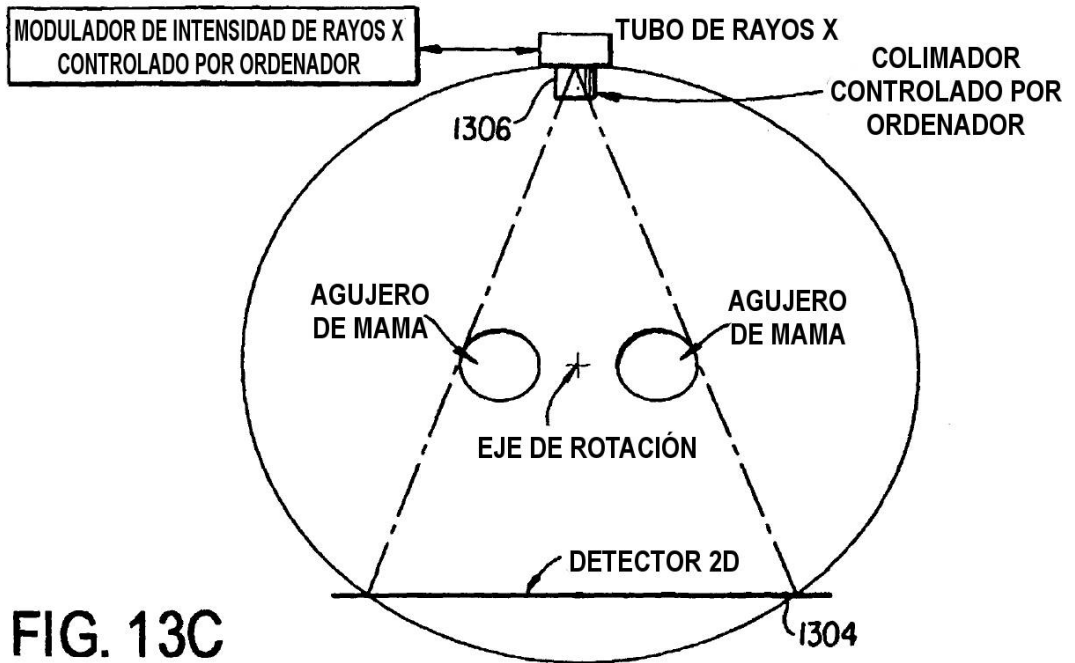 MODULADOR DE INTENSIDAD DE RAYOS X
CONTROLADO POR ORDENADOR
TUBO DE RAYOS X
COLIMADOR
CONTROLADO POR
ORDENADOR
1306
AGUJERO
DE MAMA
AGUJERO
DE MAMA
EJE DE ROTACIÓN
DETECTOR 2D
1304
FIG. 13C